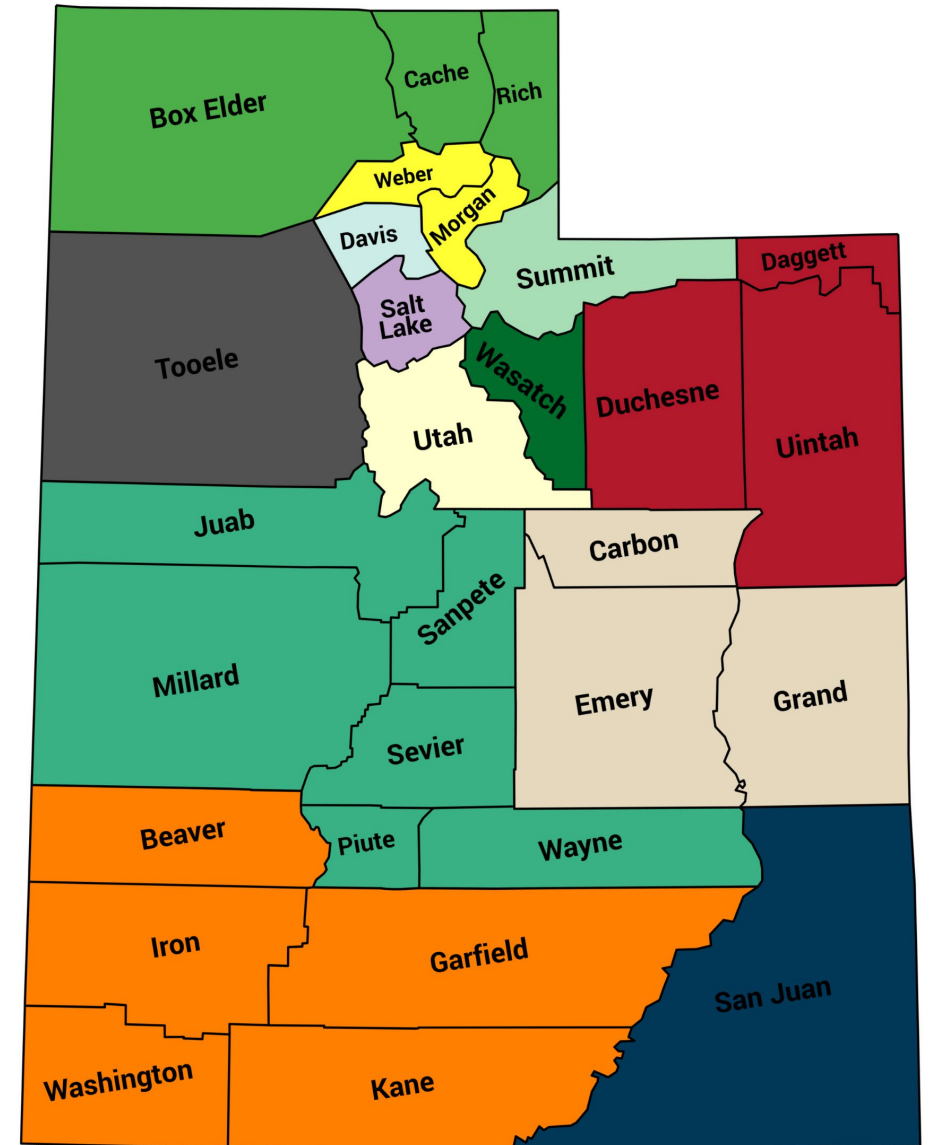 Cache
Rich
Box Elder
Weber
Morgan
Davis
Summit
Daggett
Salt
Lake
Tooele
Wasatch
Duchesne
Utah
Uintah
Juab
Carbon
Sanpete
Millard
Emery
Grand
Sevier
Beaver
Piute
Wayne
Iron
Garfield
San Juan
Washington
Kane